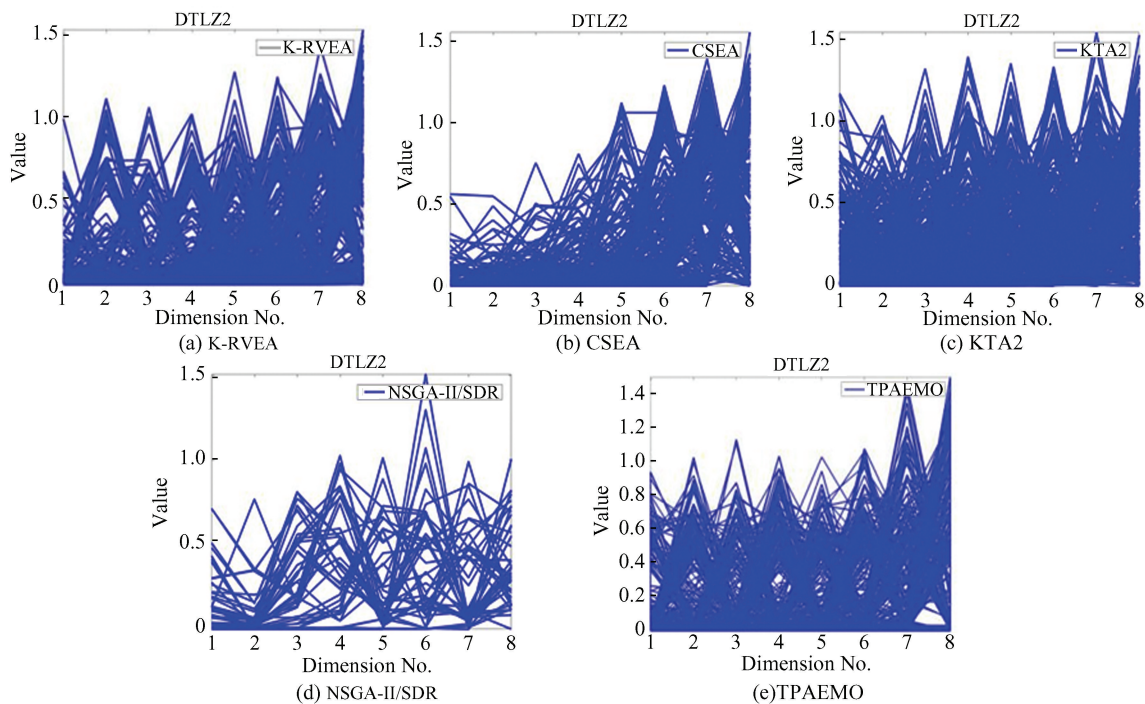 DTLZ2
K-RVEA
1.5
1.0
0.5
0
Value
1 2 3 4 5 6 7 8
Dimension No.
(a) K-RVEA
DTLZ2
CSEA
1.5
1.0
0.5
0
Value
1 2 3 4 5 6 7 8
Dimension No.
(b) CSEA
DTLZ2
KTA2
1.5
1.0
0.5
0
Value
1 2 3 4 5 6 7 8
Dimension No.
(c) KTA2
DTLZ2
NSGA-II/SDR
1.5
1.0
0.5
0
Value
1 2 3 4 5 6 7 8
Dimension No.
(d) NSGA-II/SDR
DTLZ2
TPAEMO
1.4
1.2
1.0
0.8
0.6
0.4
0.2
0
Value
1 2 3 4 5 6 7 8
Dimension No.
(e)TPAEMO